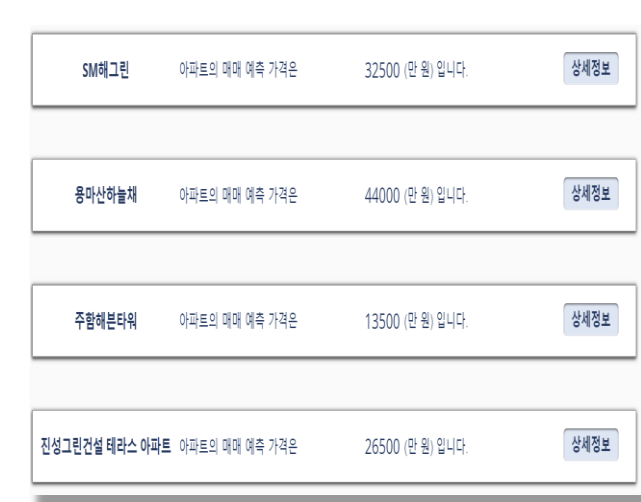 SM해그린 아파트의 매매 예측 가격은 32500 (만 원) 입니다. 상세정보
용마산하늘채 아파트의 매매 예측 가격은 44000 (만 원) 입니다. 상세정보
주함해븐타워 아파트의 매매 예측 가격은 13500 (만 원) 입니다. 상세정보
진성그린건설 테라스 아파트 아파트의 매매 예측 가격은 26500 (만 원) 입니다. 상세정보